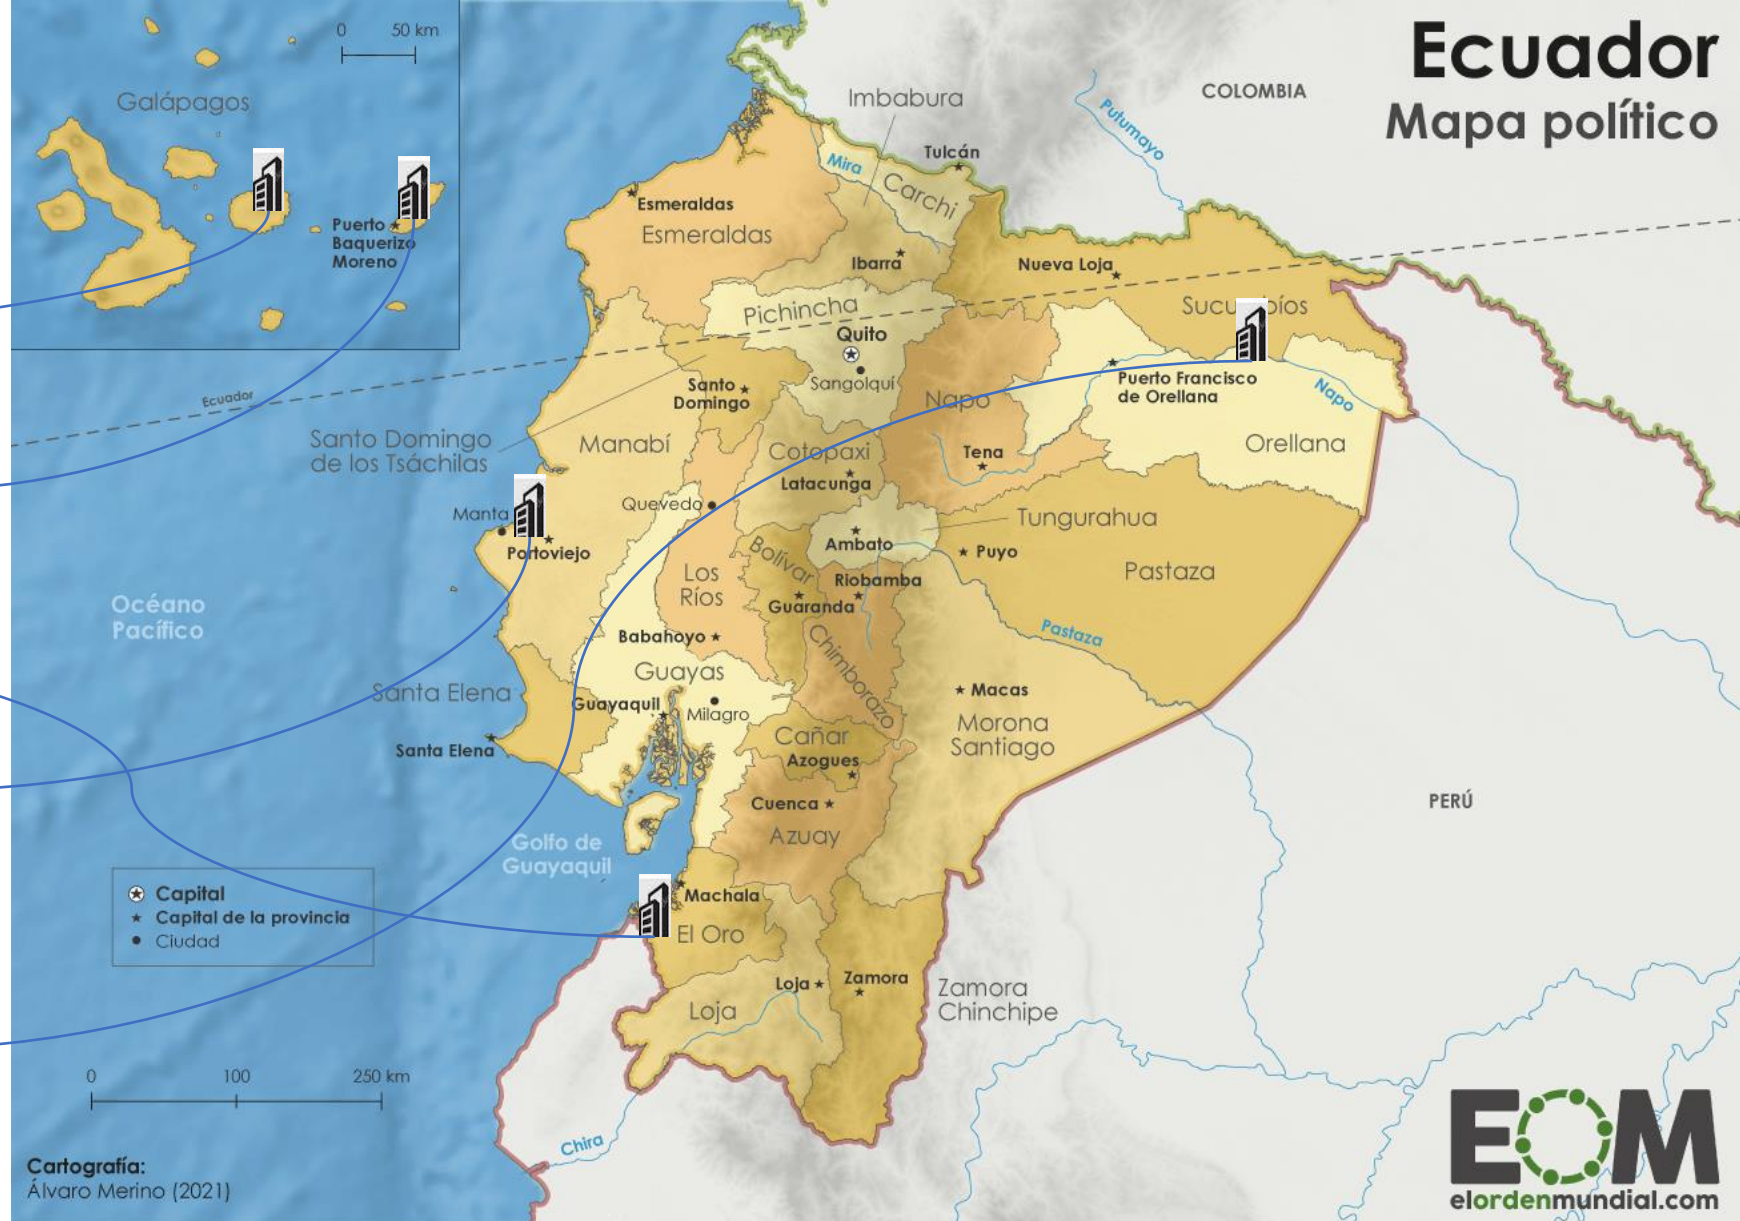 Ecuador
Mapa político
0 50 km
Galápagos
Puerto
Baquerizo
Moreno
COLOMBIA
Putumayo
Imbabura
Tulcán
Mira
Carchi
Esmeraldas
Esmeraldas
Ibarra
Nueva Loja
Sucumbíos
Pichincha
Quito
Sangolquí
Ecuador
Santo
Domingo
Puerto Francisco
de Orellana
Napo
Napo
Santo Domingo
de los Tsáchilas
Manabí
Cotopaxi
Latacunga
Tena
Orellana
Manta
Quevedo
Portoviejo
Ambato
Tungurahua
Puyo
Bolívar
Pastaza
Los
Ríos
Riobamba
Guaranda
Océano
Pacífico
Babahoyo
Chimborazo
Pastaza
Guayas
Santa Elena
Guayaquil
Milagro
Macas
Morona
Santiago
Santa Elena
Cañar
Azogues
Cuenca
Azuay
PERÚ
Golfo de
Guayaquil
Capital
Capital de la provincia
Ciudad
Machala
El Oro
Loja
Zamora
Loja
Zamora
Chinchipe
0 100 250 km
Chira
Cartografía:
Álvaro Merino (2021)
EOM
elordenmundial.com